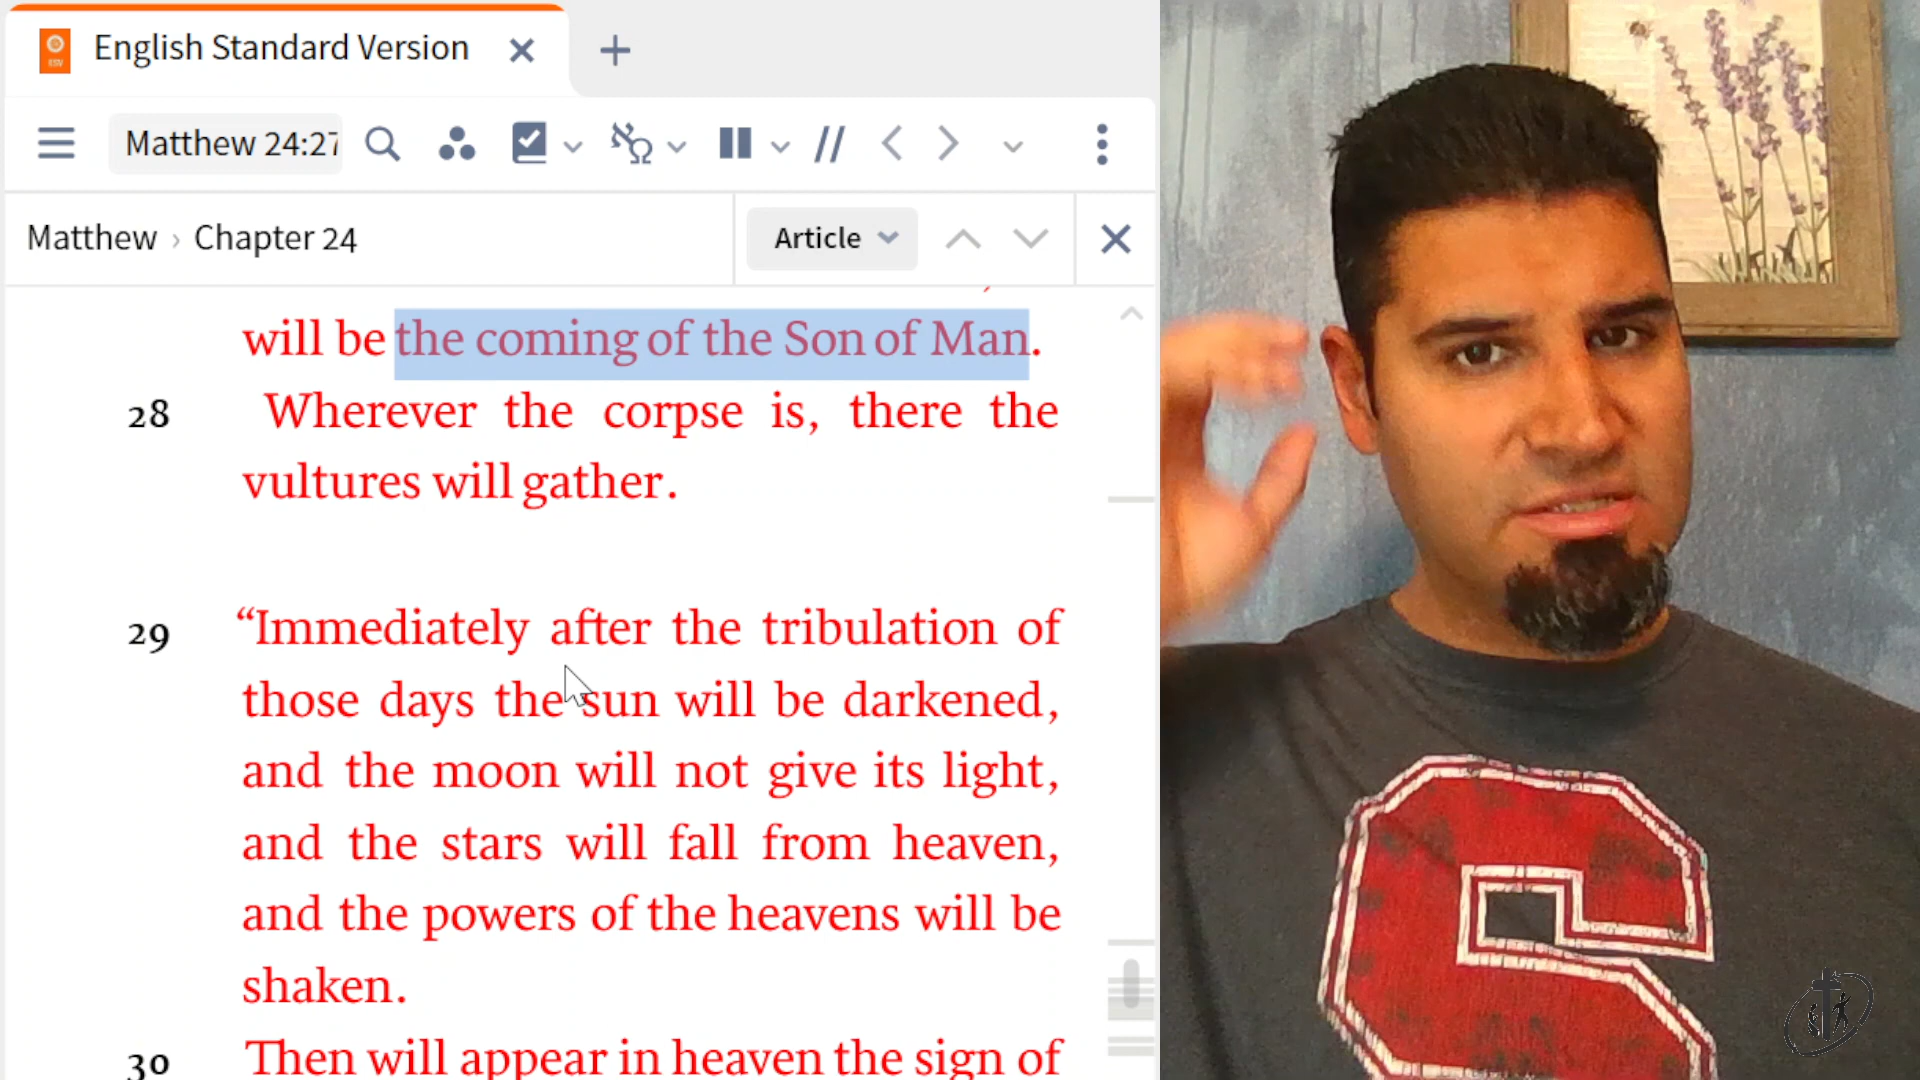 English Standard Version
ESV
Matthew 24:27
Matthew › Chapter 24
Article
will be the coming of the Son of Man.
28 Wherever the corpse is, there the
vultures will gather.
29 “Immediately after the tribulation of
those days the sun will be darkened,
and the moon will not give its light,
and the stars will fall from heaven,
and the powers of the heavens will be
shaken.
30 Then will appear in heaven the sign of
S